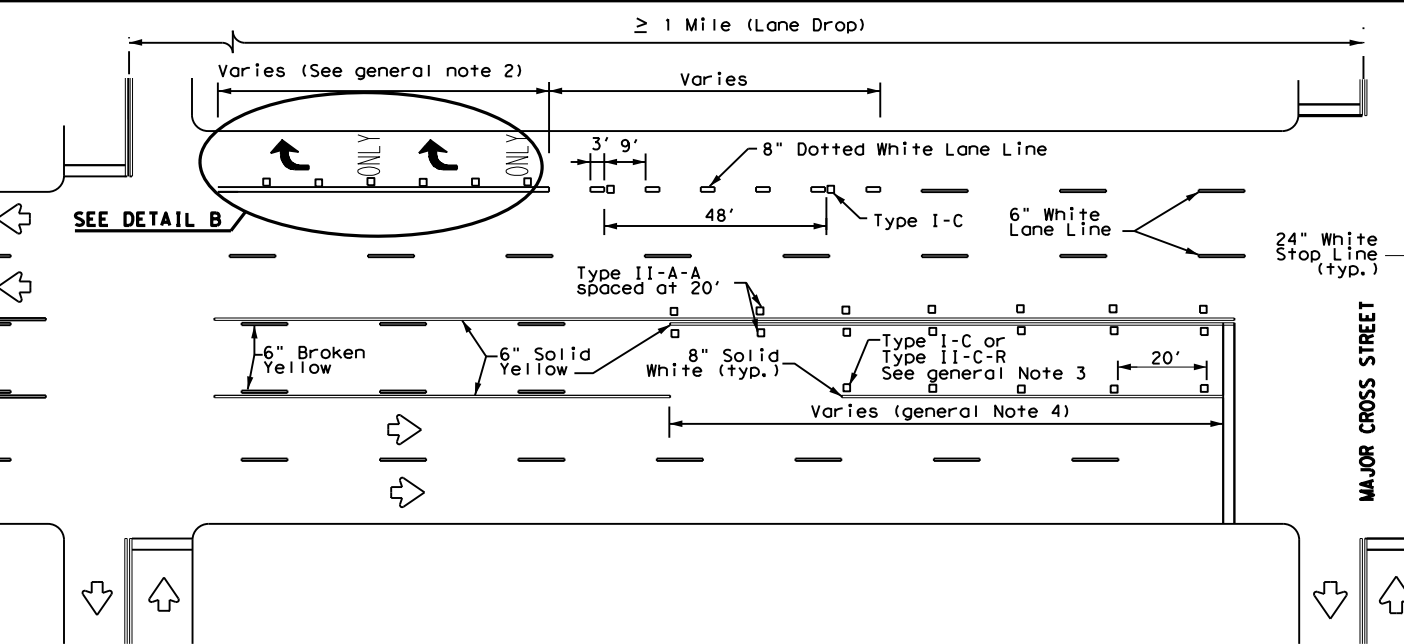 ≥ 1 Mile (Lane Drop)
Varies (See general note 2)
Varies
ONLY
ONLY
3' 9'
8" Dotted White Lane Line
SEE DETAIL B
48'
Type I-C
6" White
Lane Line
24" White
Stop Line
(typ.)
Type II-A-A
spaced at 20'
6" Broken
Yellow
6" Solid
Yellow
8" Solid
White (typ.)
Type I-C or
Type II-C-R
See general Note 3
20'
Varies (general Note 4)
MAJOR CROSS STREET